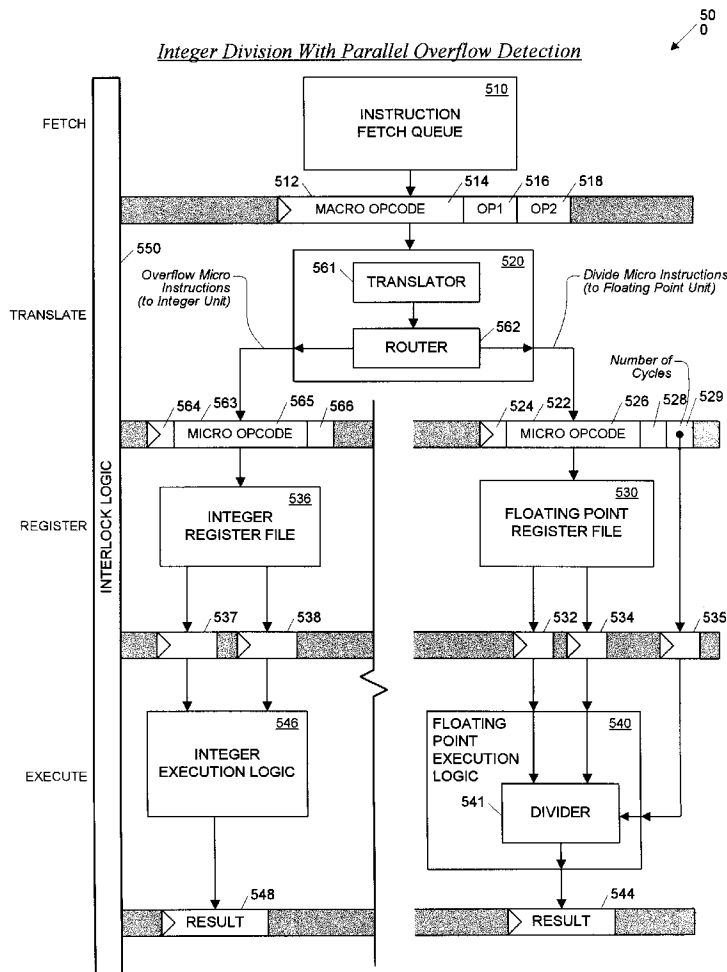 50
0
Integer Division With Parallel Overflow Detection
510
INSTRUCTION
FETCH QUEUE
FETCH
512
514
516
518
MACRO OPCODE
OP1
OP2
550
Overflow Micro
Instructions
(to Integer Unit)
561
520
TRANSLATOR
Divide Micro Instructions
(to Floating Point Unit)
TRANSLATE
562
ROUTER
Number of
Cycles
564
563
565
566
524
522
526
528
529
MICRO OPCODE
MICRO OPCODE
INTERLOCK LOGIC
536
INTEGER
REGISTER FILE
530
FLOATING POINT
REGISTER FILE
REGISTER
537
538
532
534
535
546
INTEGER
EXECUTION LOGIC
540
FLOATING
POINT
EXECUTION
LOGIC
EXECUTE
541
DIVIDER
548
544
RESULT
RESULT